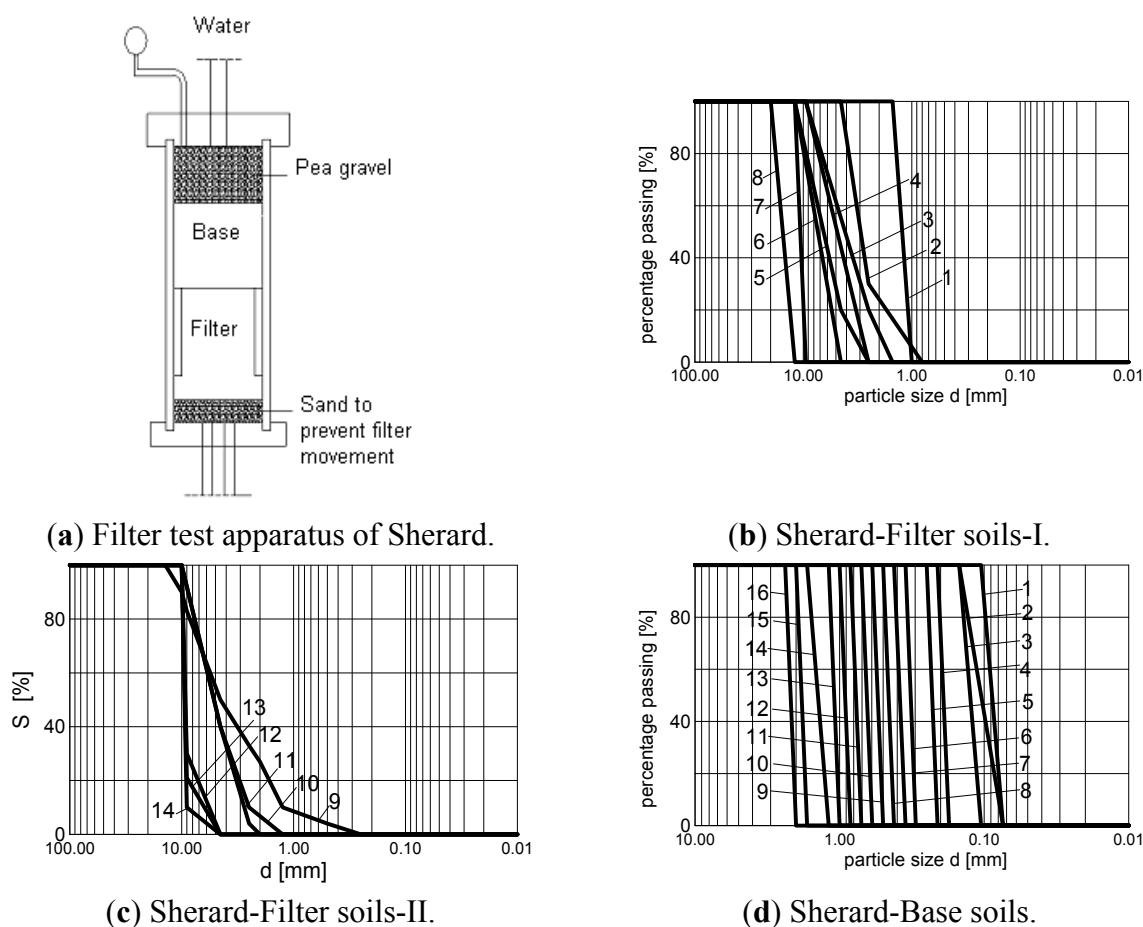 Water
Pea gravel
Base
Filter
Sand to
prevent filter
movement
(a) Filter test apparatus of Sherard.
percentage passing [%]
80
40
0
8
7
6
5
4
3
2
1
100.00 10.00 1.00 0.10 0.01
particle size d [mm]
(b) Sherard-Filter soils-I.
S [%]
80
40
0
13
12
11
10
9
14
100.00 10.00 1.00 0.10 0.01
d [mm]
(c) Sherard-Filter soils-II.
percentage passing [%]
80
40
0
16
15
14
13
12
11
10
9
1
2
3
4
5
6
7
8
10.00 1.00 0.10 0.01
particle size d [mm]
(d) Sherard-Base soils.